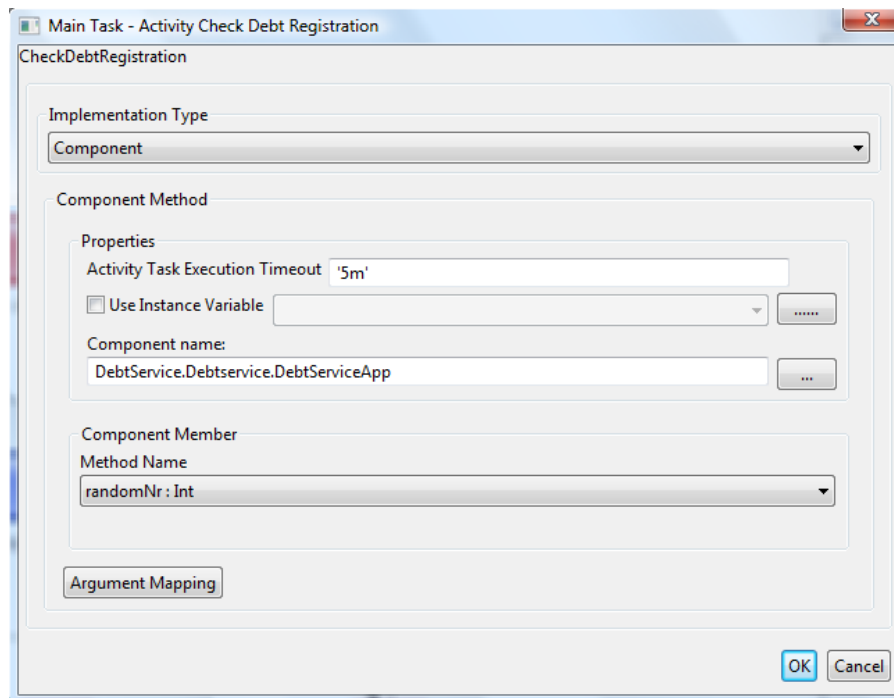 Main Task - Activity Check Debt Registration
CheckDebtRegistration
Implementation Type
Component
Component Method
Properties
Activity Task Execution Timeout '5m'
Use Instance Variable ......
Component name:
DebtService.Debtservice.DebtServiceApp ...
Component Member
Method Name
randomNr : Int
Argument Mapping
OK Cancel